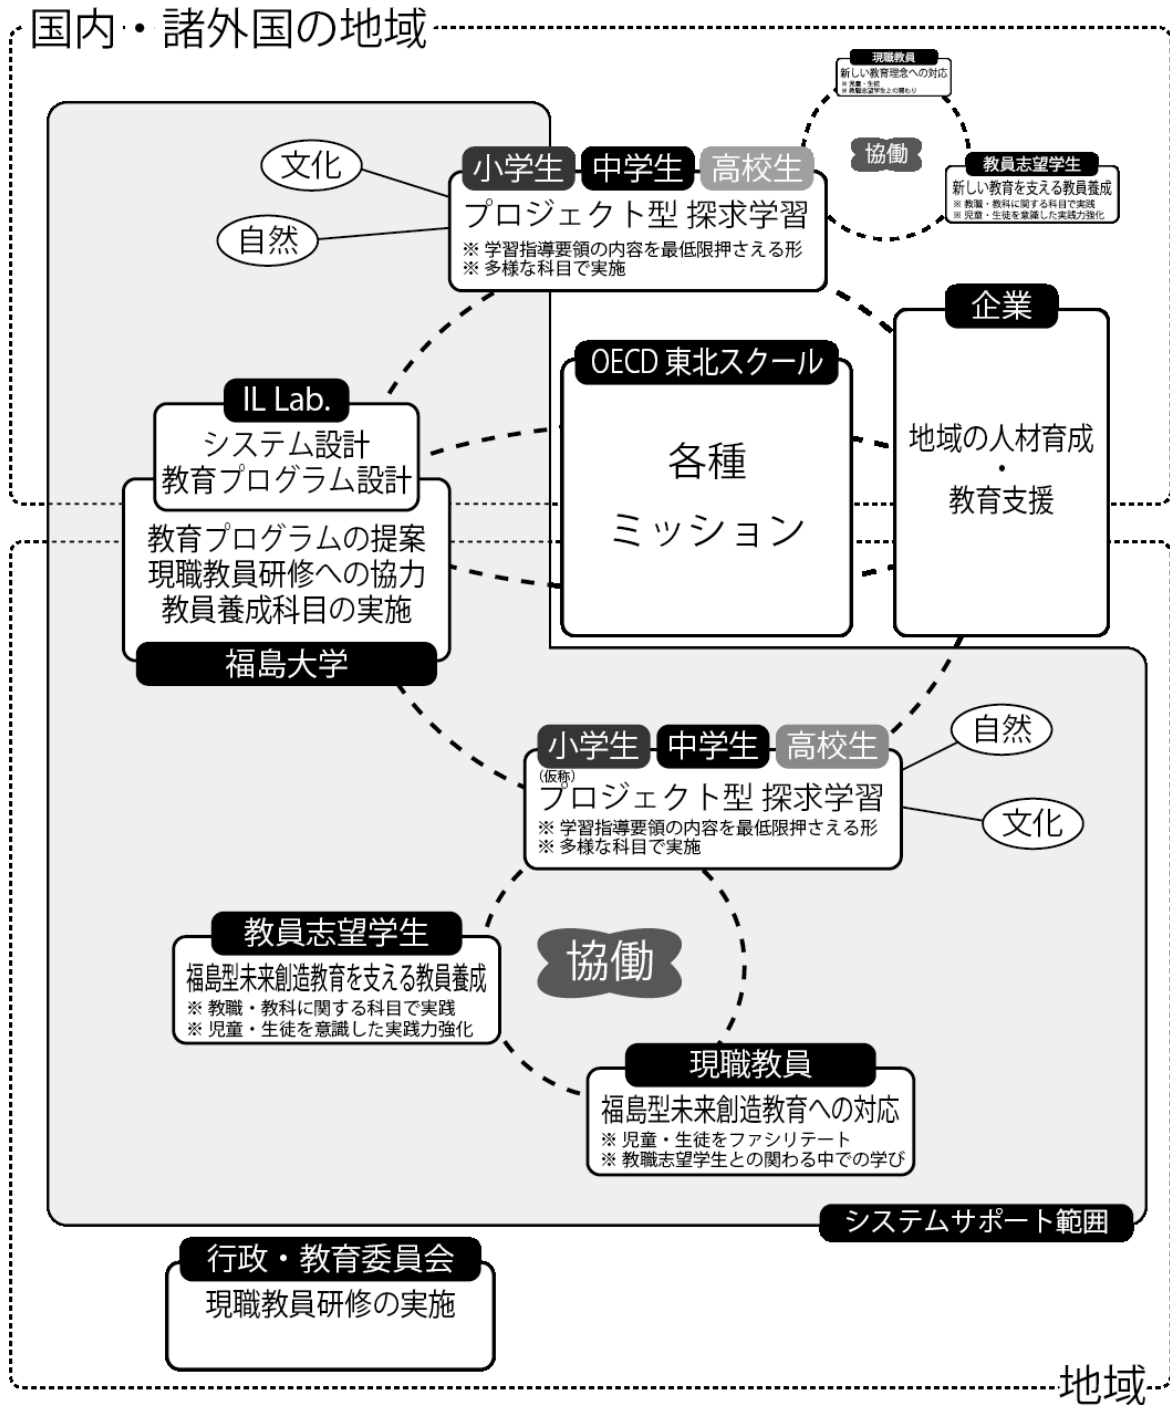 国内・諸外国の地域
現職教員
新しい教育理念への対応
※ 児童・生徒
※ 教職志望学生との関わり
協働
教員志望学生
新しい教育を支える教員養成
※ 教職・教科に関する科目で実践
※ 児童・生徒を意識した実践力強化
文化
自然
小学生 中学生 高校生
プロジェクト型 探求学習
※ 学習指導要領の内容を最低限押さえる形
※ 多様な科目で実施
企業
地域の人材育成
・
教育支援
OECD 東北スクール
各種
ミッション
IL Lab.
システム設計
教育プログラム設計
教育プログラムの提案
現職教員研修への協力
教員養成科目の実施
福島大学
小学生 中学生 高校生
(仮称)
プロジェクト型 探求学習
※ 学習指導要領の内容を最低限押さえる形
※ 多様な科目で実施
自然
文化
教員志望学生
福島型未来創造教育を支える教員養成
※ 教職・教科に関する科目で実践
※ 児童・生徒を意識した実践力強化
協働
現職教員
福島型未来創造教育への対応
※ 児童・生徒をファシリテート
※ 教職志望学生との関わる中での学び
システムサポート範囲
行政・教育委員会
現職教員研修の実施
地域